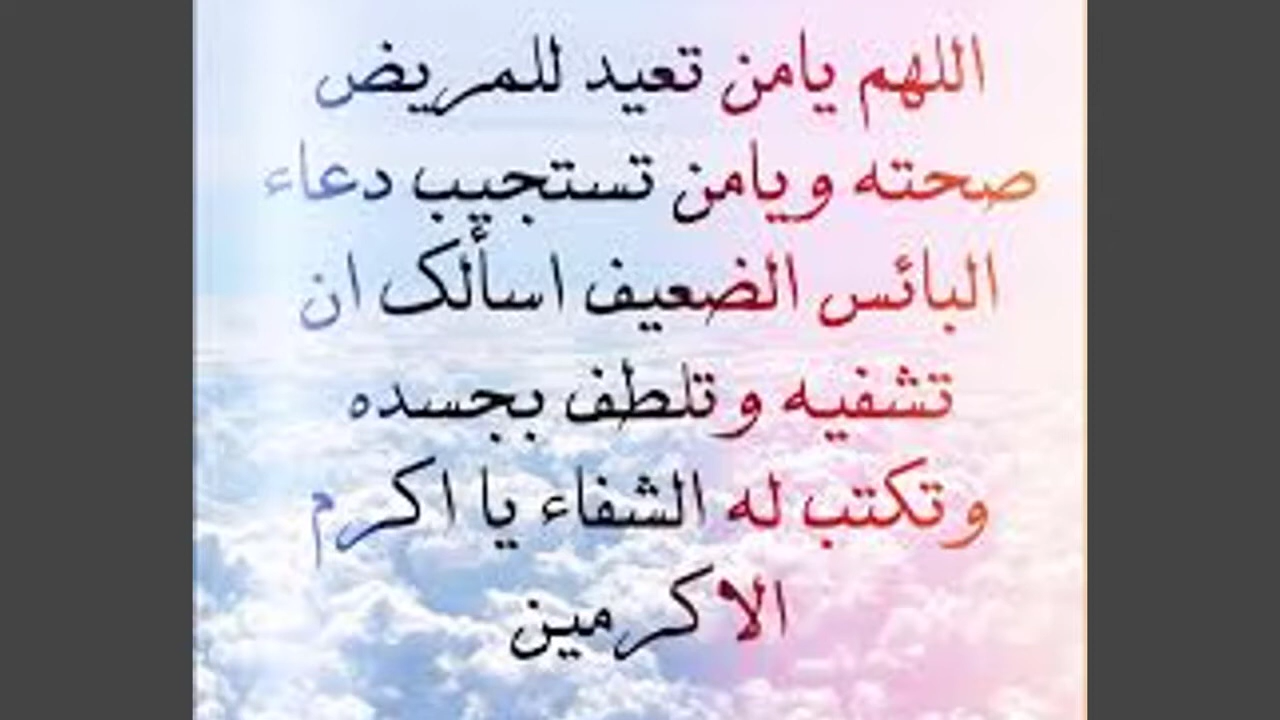 اللهم يامن تعيد للمريض
صحته ويامن تستجيب دعاء
البائس الضعيف اسألك ان
تشفيه وتلطف بجسده
وتكتب له الشفاء يا اكرم
الاكرمين